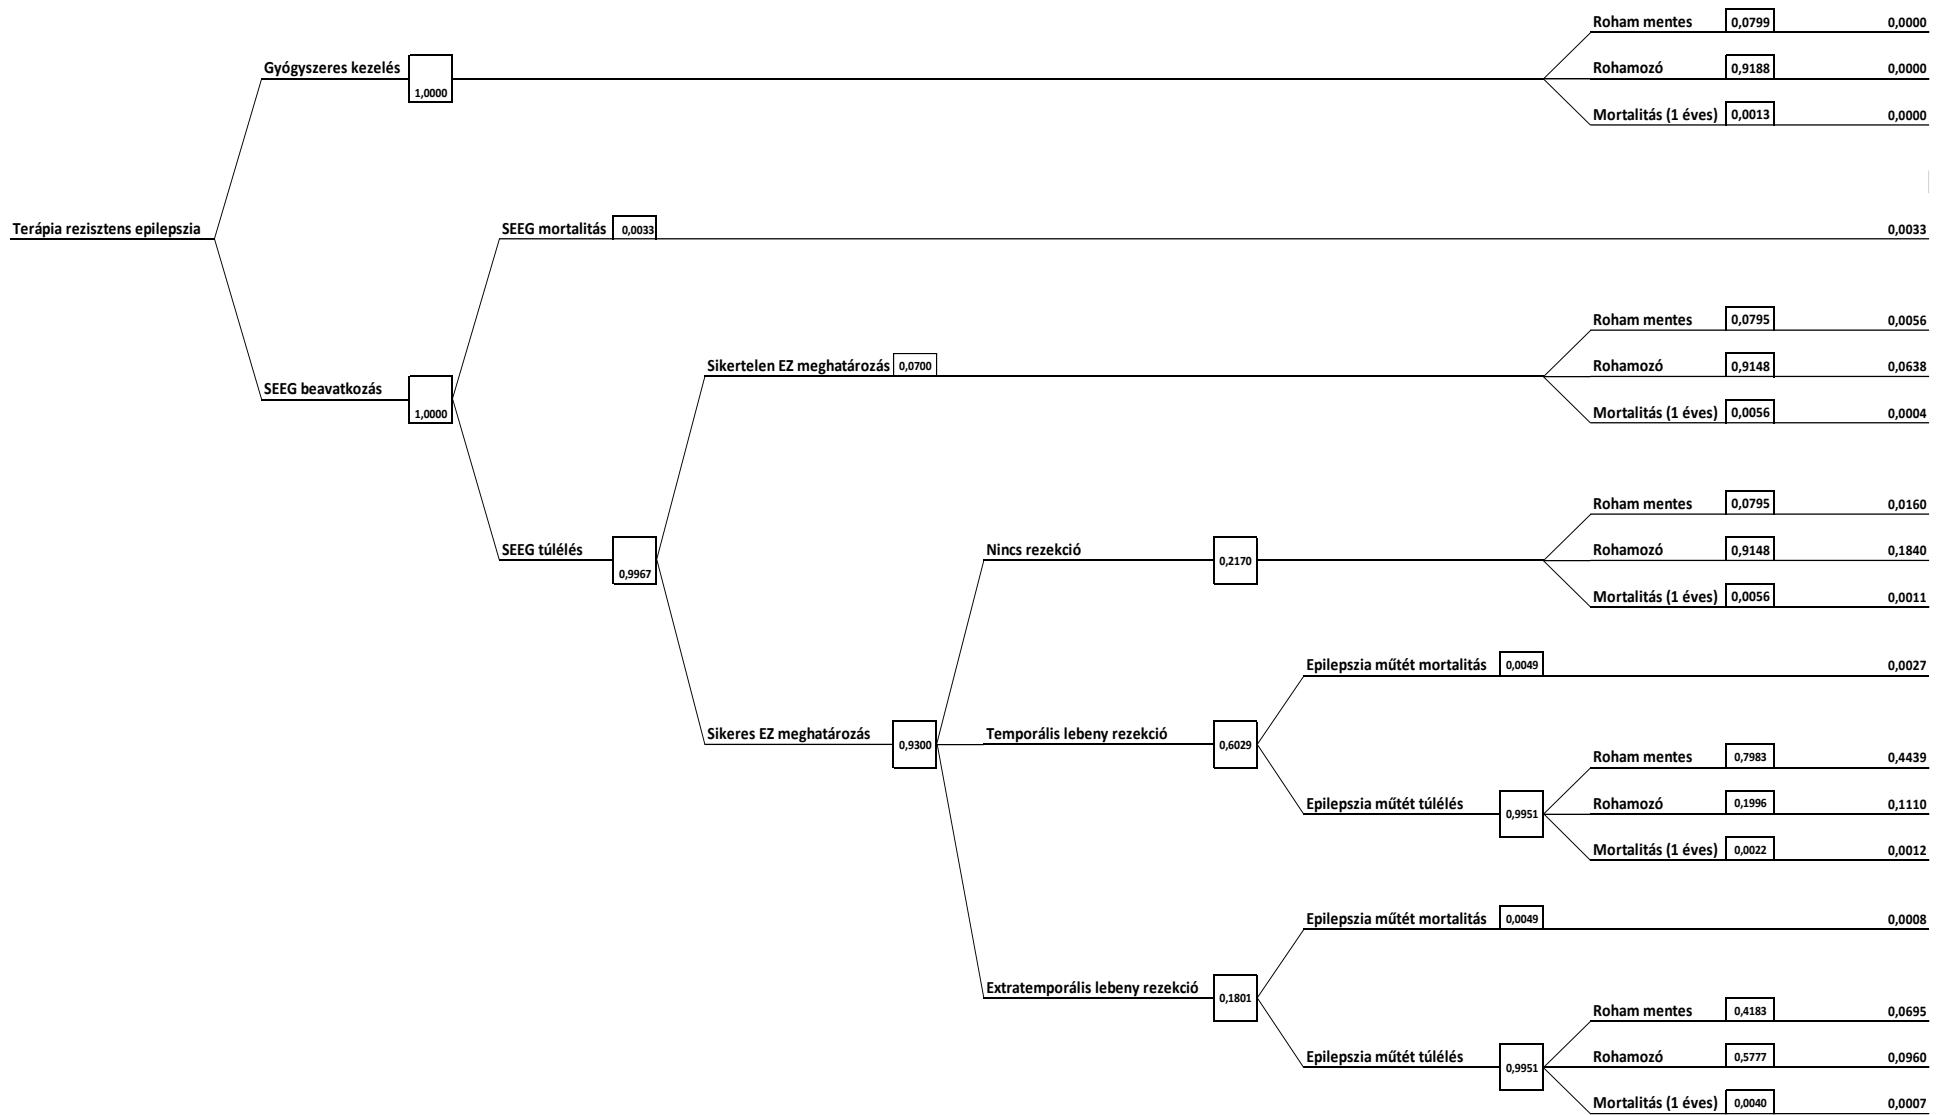 Roham mentes 0,0799 0,0000
Gyógyszeres kezelés 1,0000
Rohamozó 0,9188 0,0000
Mortalitás (1 éves) 0,0013 0,0000
Terápia rezisztens epilepszia
SEEG mortalitás 0,0033 0,0033
Roham mentes 0,0795 0,0056
Sikertelen EZ meghatározás 0,0700
Rohamozó 0,9148 0,0638
SEEG beavatkozás 1,0000
Mortalitás (1 éves) 0,0056 0,0004
Roham mentes 0,0795 0,0160
SEEG túlélés 0,9967
Nincs rezekció 0,2170
Rohamozó 0,9148 0,1840
Mortalitás (1 éves) 0,0056 0,0011
Epilepszia műtét mortalitás 0,0049 0,0027
Sikeres EZ meghatározás 0,9300
Temporális lebeny rezekció 0,6029
Roham mentes 0,7983 0,4439
Epilepszia műtét túlélés 0,9951
Rohamozó 0,1996 0,1110
Mortalitás (1 éves) 0,0022 0,0012
Epilepszia műtét mortalitás 0,0049 0,0008
Extratemporális lebeny rezekció 0,1801
Roham mentes 0,4183 0,0695
Epilepszia műtét túlélés 0,9951
Rohamozó 0,5777 0,0960
Mortalitás (1 éves) 0,0040 0,0007